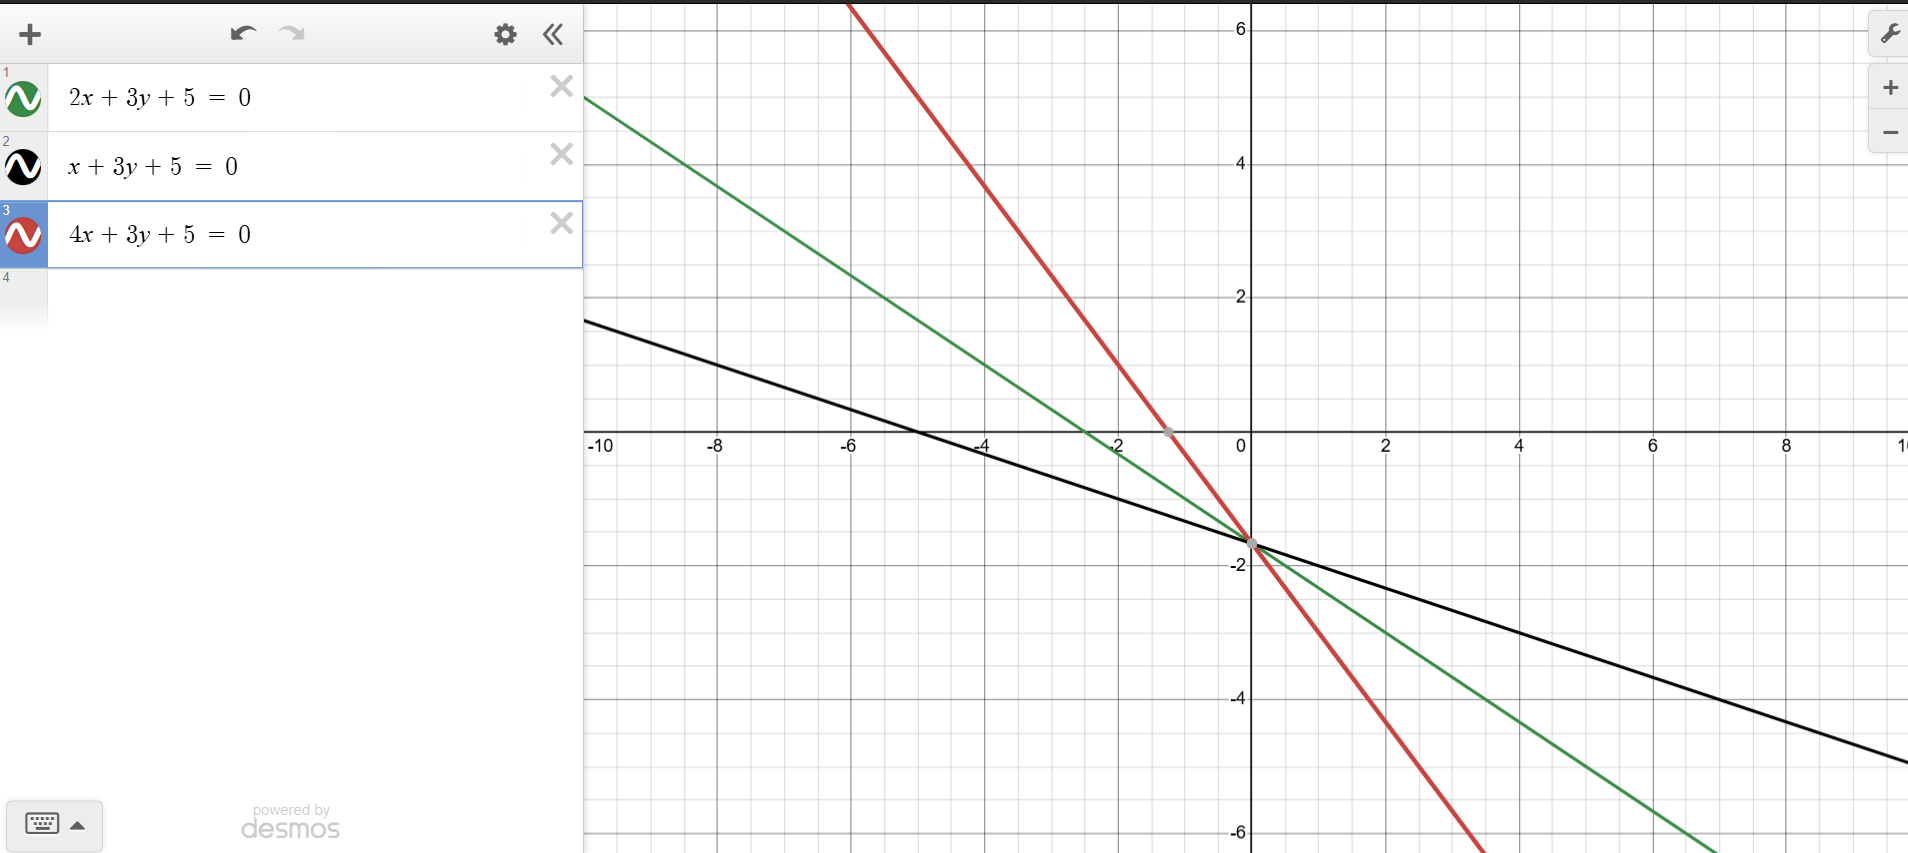 1
2x + 3y + 5 = 0
2
x + 3y + 5 = 0
3
4x + 3y + 5 = 0
4
powered by
desmos
6
4
2
-10 -8 -6 -4 -2 0 2 4 6 8
-2
-4
-6